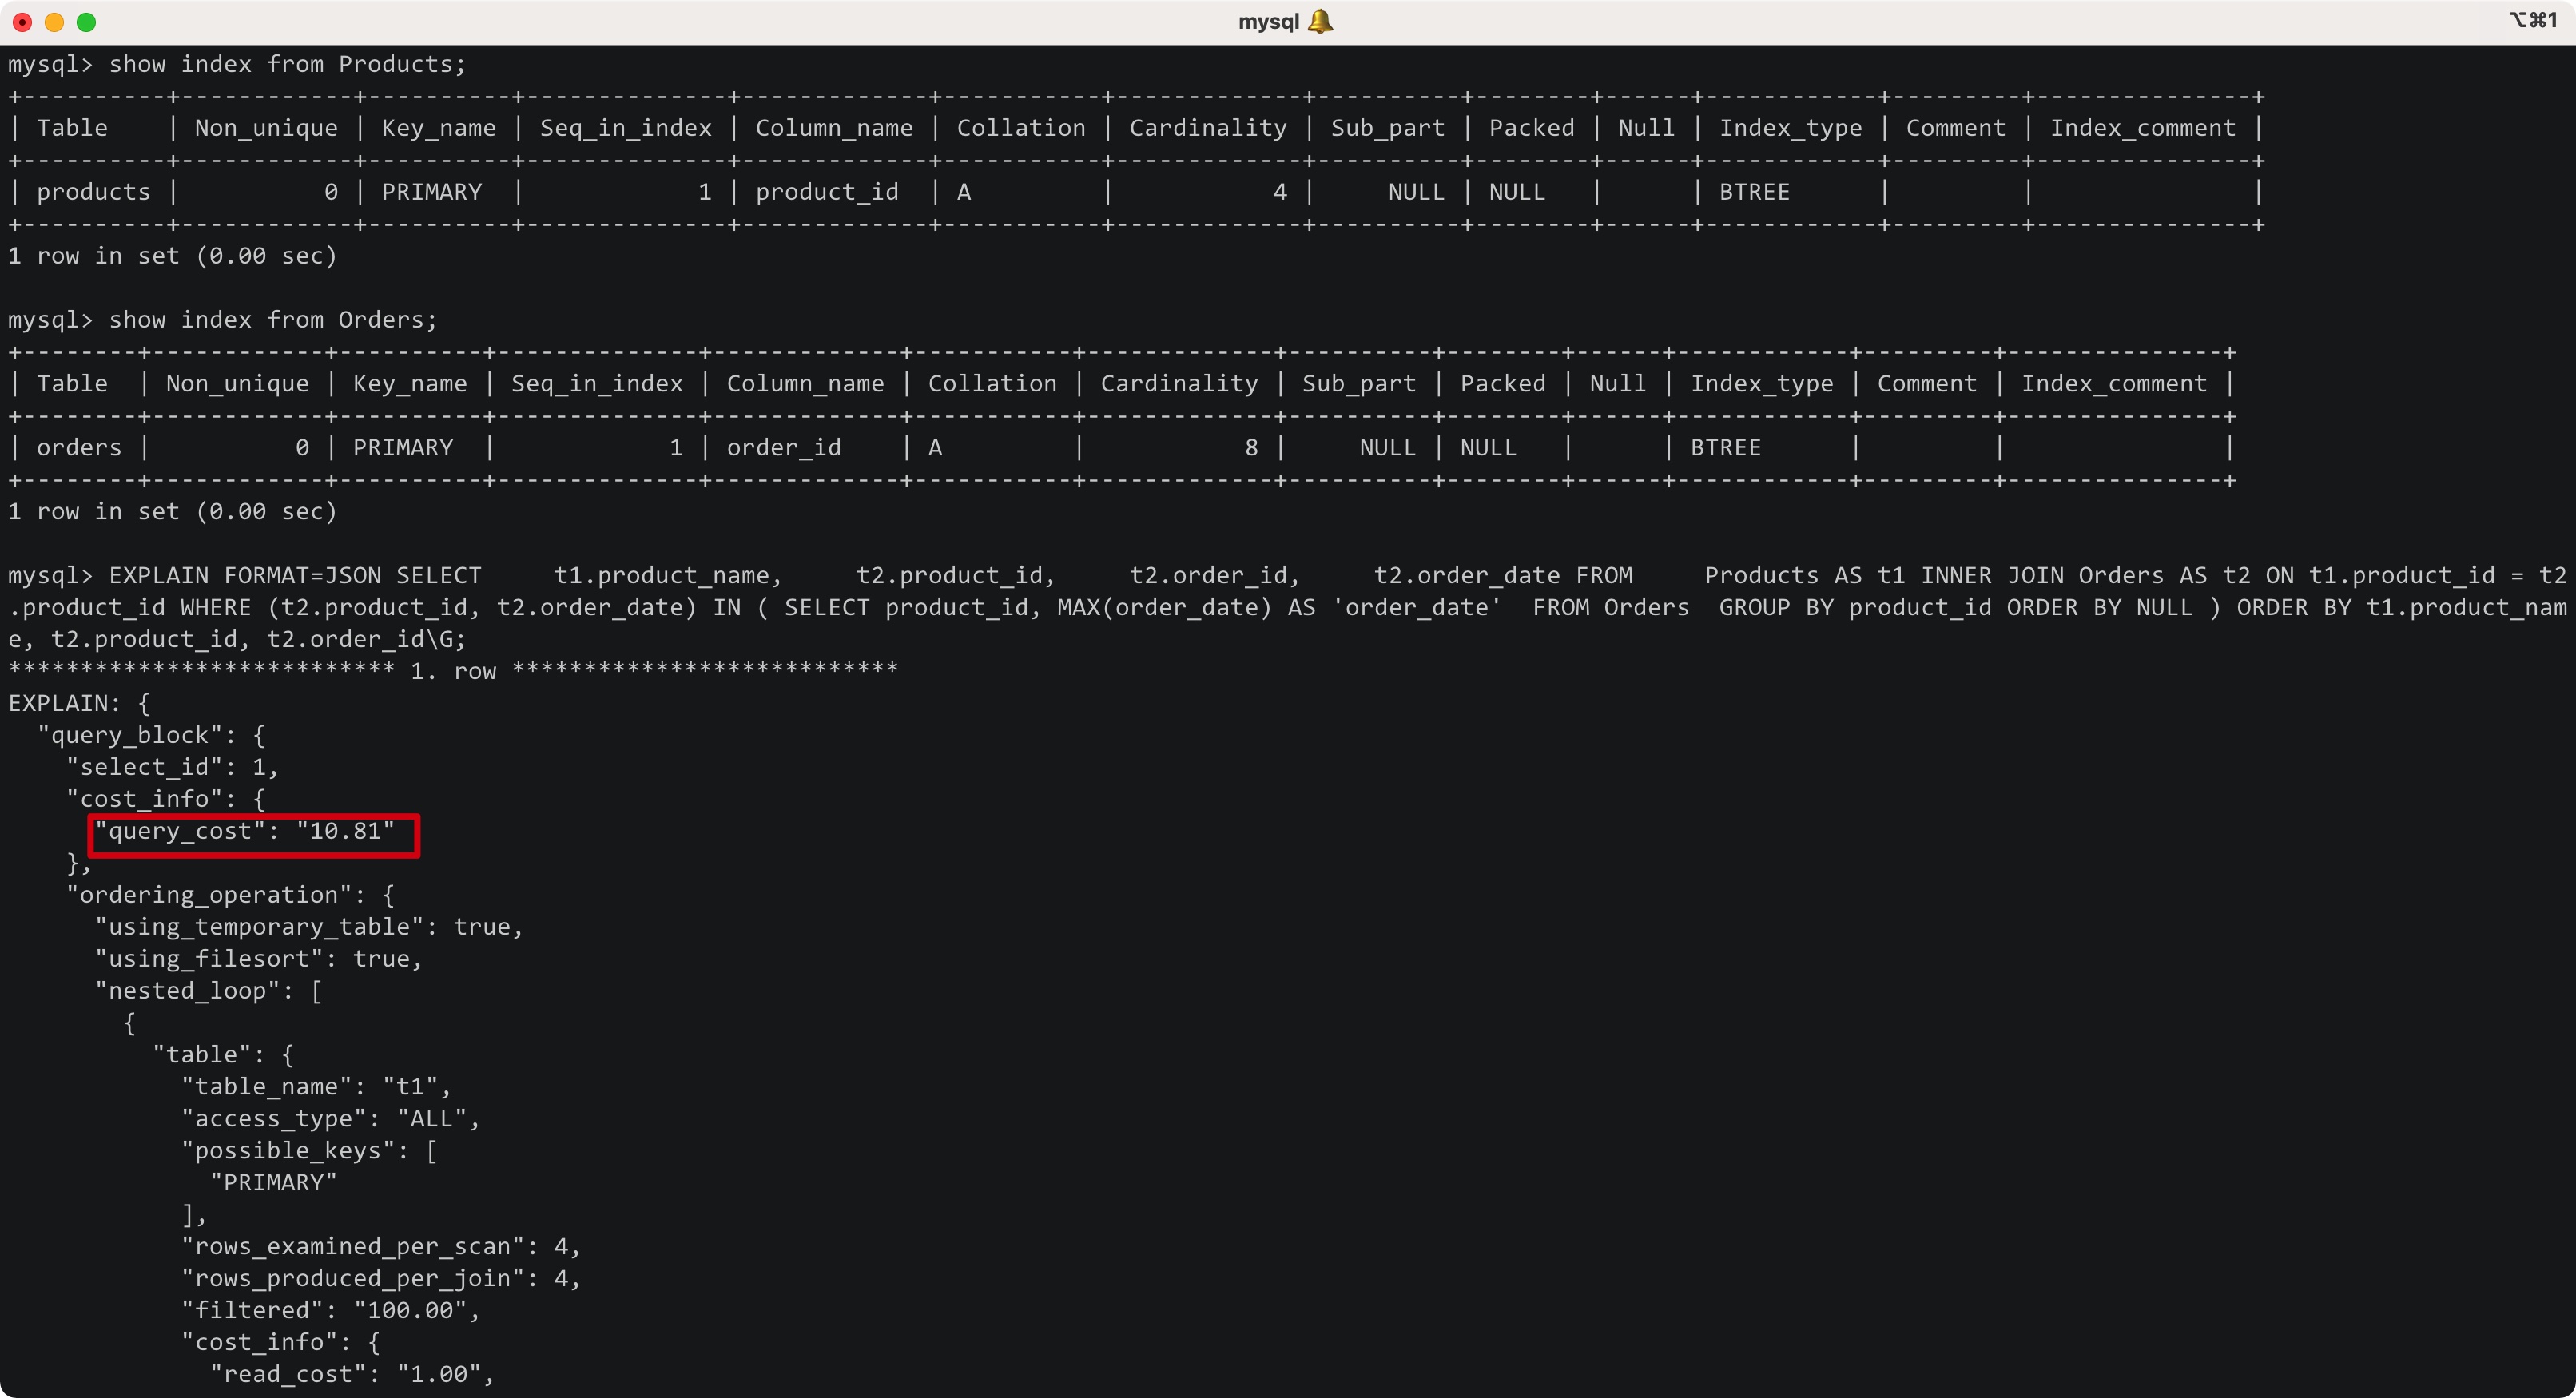 mysql 🔔
⌥⌘1
mysql> show index from Products;
+----------+------------+----------+--------------+-------------+-----------+-------------+----------+--------+------+------------+---------+---------------+
| Table    | Non_unique | Key_name | Seq_in_index | Column_name | Collation | Cardinality | Sub_part | Packed | Null | Index_type | Comment | Index_comment |
+----------+------------+----------+--------------+-------------+-----------+-------------+----------+--------+------+------------+---------+---------------+
| products |          0 | PRIMARY  |            1 | product_id  | A         |           4 |     NULL | NULL   |      | BTREE      |         |               |
+----------+------------+----------+--------------+-------------+-----------+-------------+----------+--------+------+------------+---------+---------------+
1 row in set (0.00 sec)
mysql> show index from Orders;
+--------+------------+----------+--------------+-------------+-----------+-------------+----------+--------+------+------------+---------+---------------+
| Table  | Non_unique | Key_name | Seq_in_index | Column_name | Collation | Cardinality | Sub_part | Packed | Null | Index_type | Comment | Index_comment |
+--------+------------+----------+--------------+-------------+-----------+-------------+----------+--------+------+------------+---------+---------------+
| orders |          0 | PRIMARY  |            1 | order_id    | A         |           8 |     NULL | NULL   |      | BTREE      |         |               |
+--------+------------+----------+--------------+-------------+-----------+-------------+----------+--------+------+------------+---------+---------------+
1 row in set (0.00 sec)
mysql> EXPLAIN FORMAT=JSON SELECT     t1.product_name,     t2.product_id,     t2.order_id,     t2.order_date FROM     Products AS t1 INNER JOIN Orders AS t2 ON t1.product_id = t2
.product_id WHERE (t2.product_id, t2.order_date) IN ( SELECT product_id, MAX(order_date) AS 'order_date'  FROM Orders  GROUP BY product_id ORDER BY NULL ) ORDER BY t1.product_nam
e, t2.product_id, t2.order_id\G;
*************************** 1. row ***************************
EXPLAIN: {
  "query_block": {
    "select_id": 1,
    "cost_info": {
      "query_cost": "10.81"
    },
    "ordering_operation": {
      "using_temporary_table": true,
      "using_filesort": true,
      "nested_loop": [
        {
          "table": {
            "table_name": "t1",
            "access_type": "ALL",
            "possible_keys": [
              "PRIMARY"
            ],
            "rows_examined_per_scan": 4,
            "rows_produced_per_join": 4,
            "filtered": "100.00",
            "cost_info": {
              "read_cost": "1.00",